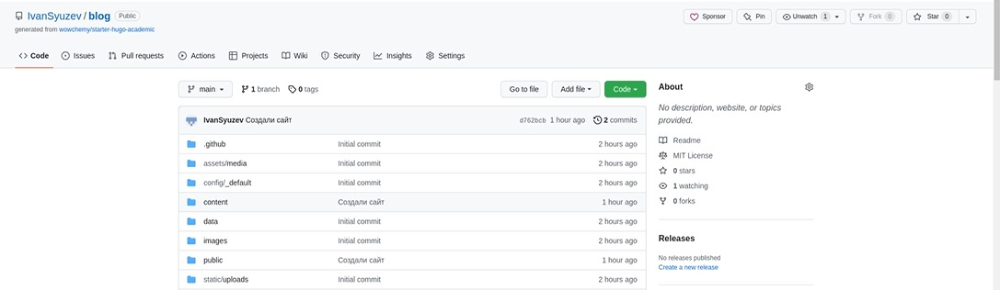 IvanSyuzev / blog Public
Sponsor Pin Unwatch 1 Fork 0 Star 0
generated from wowchemy/starter-hugo-academic
Code Issues Pull requests Actions Projects Wiki Security Insights Settings
main 1 branch 0 tags Go to file Add file Code
IvanSyuzev Создали сайт d762bcb 1 hour ago 2 commits
.github Initial commit 2 hours ago
assets/media Initial commit 2 hours ago
config/_default Initial commit 2 hours ago
content Создали сайт 1 hour ago
data Initial commit 2 hours ago
images Initial commit 2 hours ago
public Создали сайт 1 hour ago
static/uploads Initial commit 2 hours ago
About
No description, website, or topics
provided.
Readme
MIT License
0 stars
1 watching
0 forks
Releases
No releases published
Create a new release